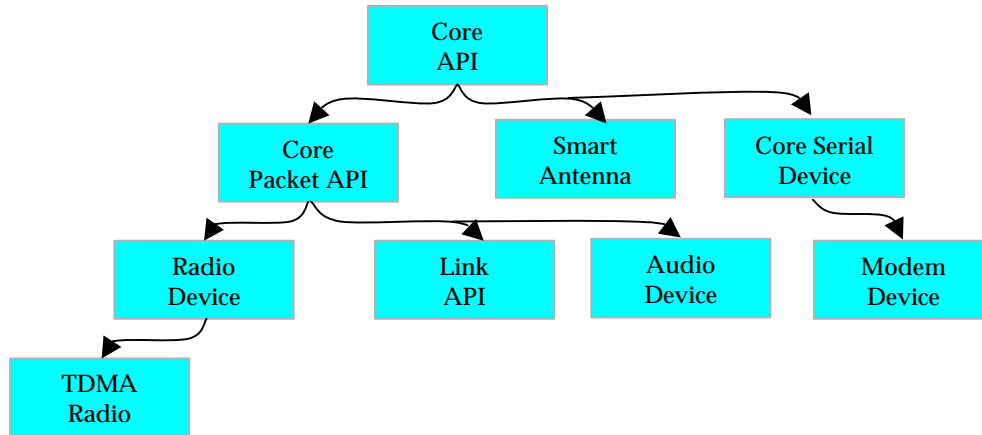 Core
API
Core
Packet API
Smart
Antenna
Core Serial
Device
Radio
Device
Link
API
Audio
Device
Modem
Device
TDMA
Radio